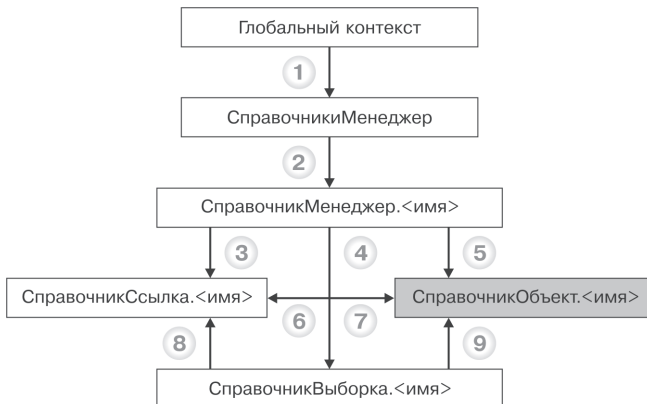 Глобальный контекст
1
СправочникиМенеджер
2
СправочникМенеджер.<имя>
3 4 5
СправочникСсылка.<имя> СправочникОбъект.<имя>
6 7
8 9
СправочникВыборка.<имя>